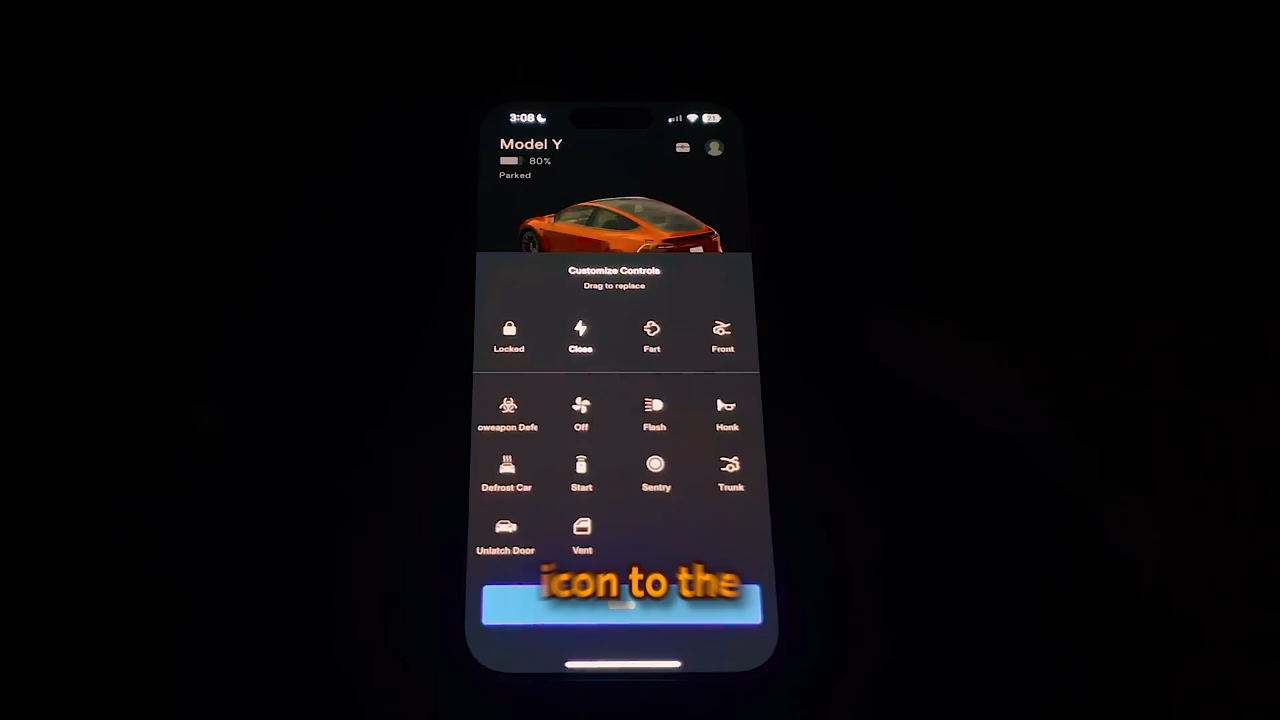 3:08
21
Model Y
80%
Parked
Customize Controls
Drag to replace
Locked Close Fart Front
oweapon Defe Off Flash Honk
Defrost Car Start Sentry Trunk
Unlatch Door Vent
icon to the